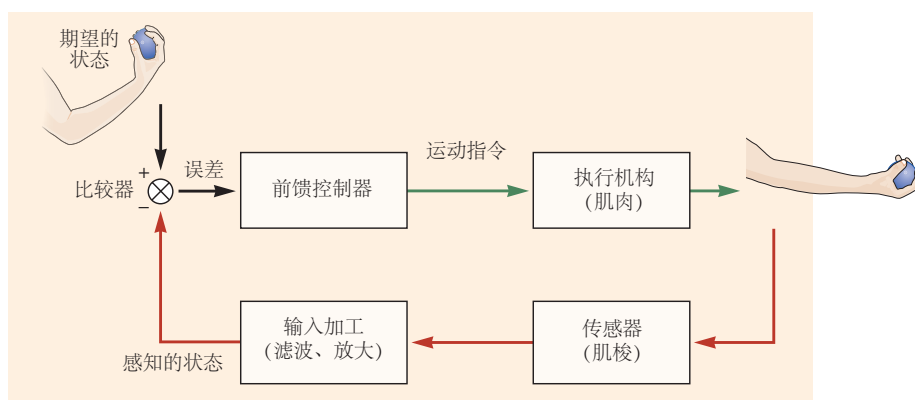 期望的
状态
误差
比较器
+
−
前馈控制器
运动指令
执行机构
(肌肉)
输入加工
(滤波、放大)
传感器
(肌梭)
感知的状态